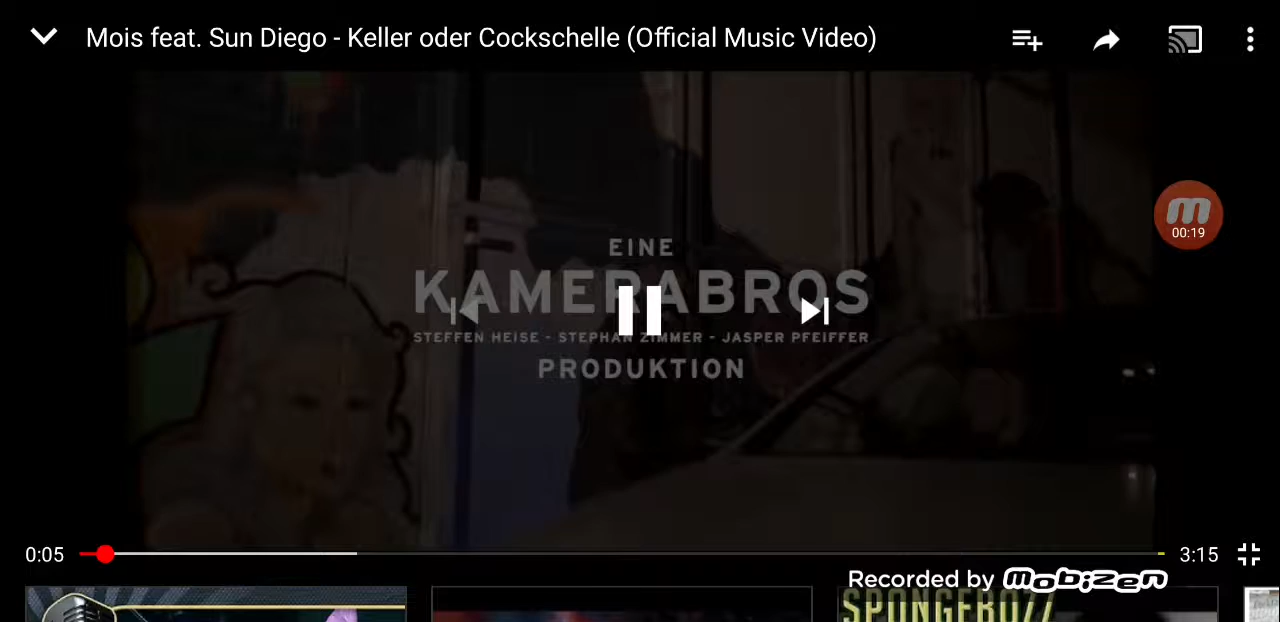 Mois feat. Sun Diego - Keller oder Cockschelle (Official Music Video)
00:19
EINE
KAMERABROS
STEFFEN HEISE - STEPHAN ZIMMER - JASPER PFEIFFER
PRODUKTION
0:05
3:15
Recorded by mobizen
SPONGEBOZZ